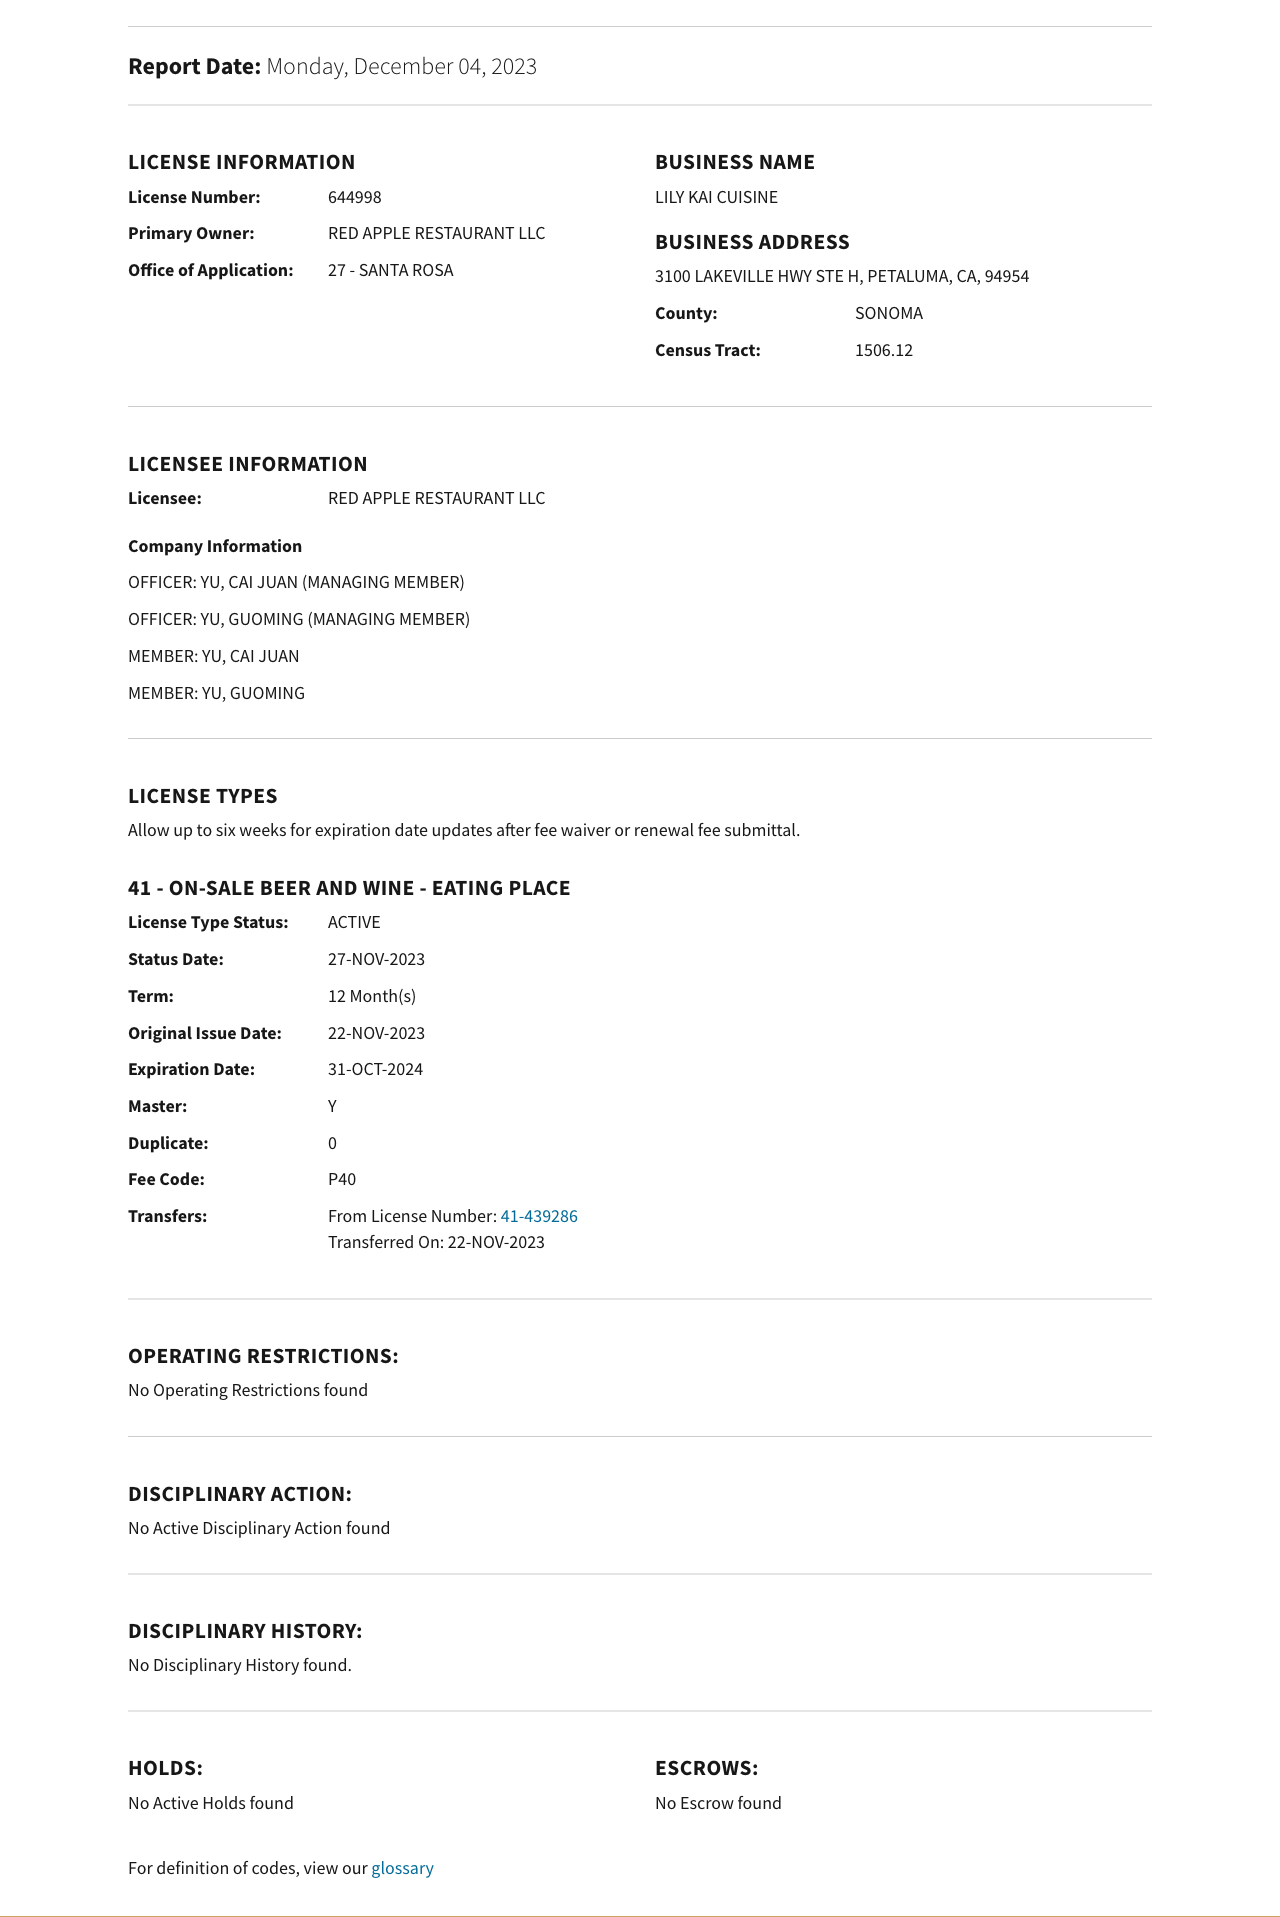 Report Date: Monday, December 04, 2023
LICENSE INFORMATION
License Number: 644998
Primary Owner: RED APPLE RESTAURANT LLC
Office of Application: 27 - SANTA ROSA
BUSINESS NAME
LILY KAI CUISINE
BUSINESS ADDRESS
3100 LAKEVILLE HWY STE H, PETALUMA, CA, 94954
County: SONOMA
Census Tract: 1506.12
LICENSEE INFORMATION
Licensee: RED APPLE RESTAURANT LLC
Company Information
OFFICER: YU, CAI JUAN (MANAGING MEMBER)
OFFICER: YU, GUOMING (MANAGING MEMBER)
MEMBER: YU, CAI JUAN
MEMBER: YU, GUOMING
LICENSE TYPES
Allow up to six weeks for expiration date updates after fee waiver or renewal fee submittal.
41 - ON-SALE BEER AND WINE - EATING PLACE
License Type Status: ACTIVE
Status Date: 27-NOV-2023
Term: 12 Month(s)
Original Issue Date: 22-NOV-2023
Expiration Date: 31-OCT-2024
Master: Y
Duplicate: 0
Fee Code: P40
Transfers: From License Number: 41-439286
Transferred On: 22-NOV-2023
OPERATING RESTRICTIONS:
No Operating Restrictions found
DISCIPLINARY ACTION:
No Active Disciplinary Action found
DISCIPLINARY HISTORY:
No Disciplinary History found.
HOLDS:
No Active Holds found
ESCROWS:
No Escrow found
For definition of codes, view our glossary